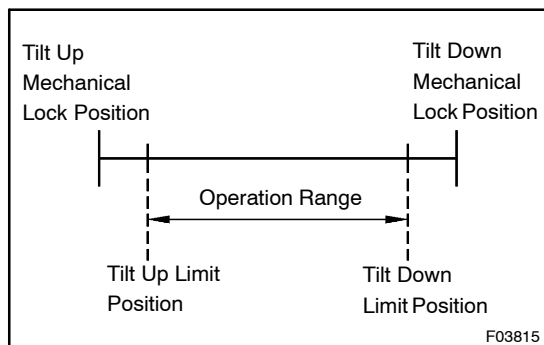 Tilt Up
Mechanical
Lock Position
Tilt Down
Mechanical
Lock Position
Operation Range
Tilt Up Limit
Position
Tilt Down
Limit Position
F03815